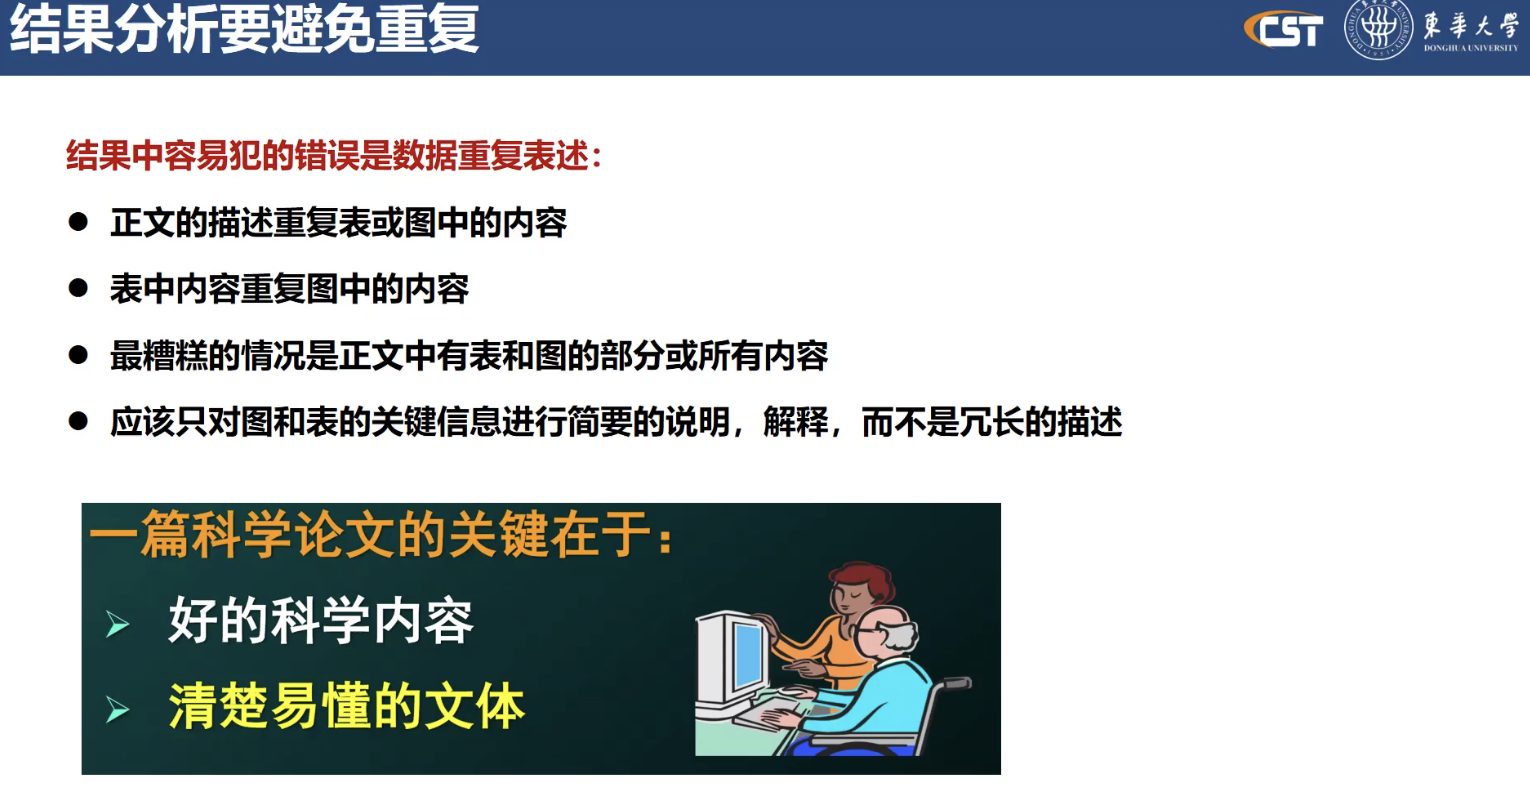 结果分析要避免重复
CST
東華大学
DONGHUA UNIVERSITY
结果中容易犯的错误是数据重复表述：
● 正文的描述重复表或图中的内容
● 表中内容重复图中的内容
● 最糟糕的情况是正文中有表和图的部分或所有内容
● 应该只对图和表的关键信息进行简要的说明，解释，而不是冗长的描述
一篇科学论文的关键在于：
➢ 好的科学内容
➢ 清楚易懂的文体